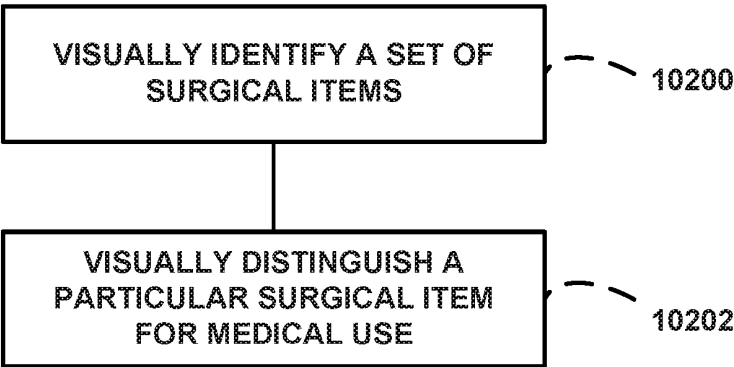 VISUALLY IDENTIFY A SET OF
SURGICAL ITEMS
10200
VISUALLY DISTINGUISH A
PARTICULAR SURGICAL ITEM
FOR MEDICAL USE
10202